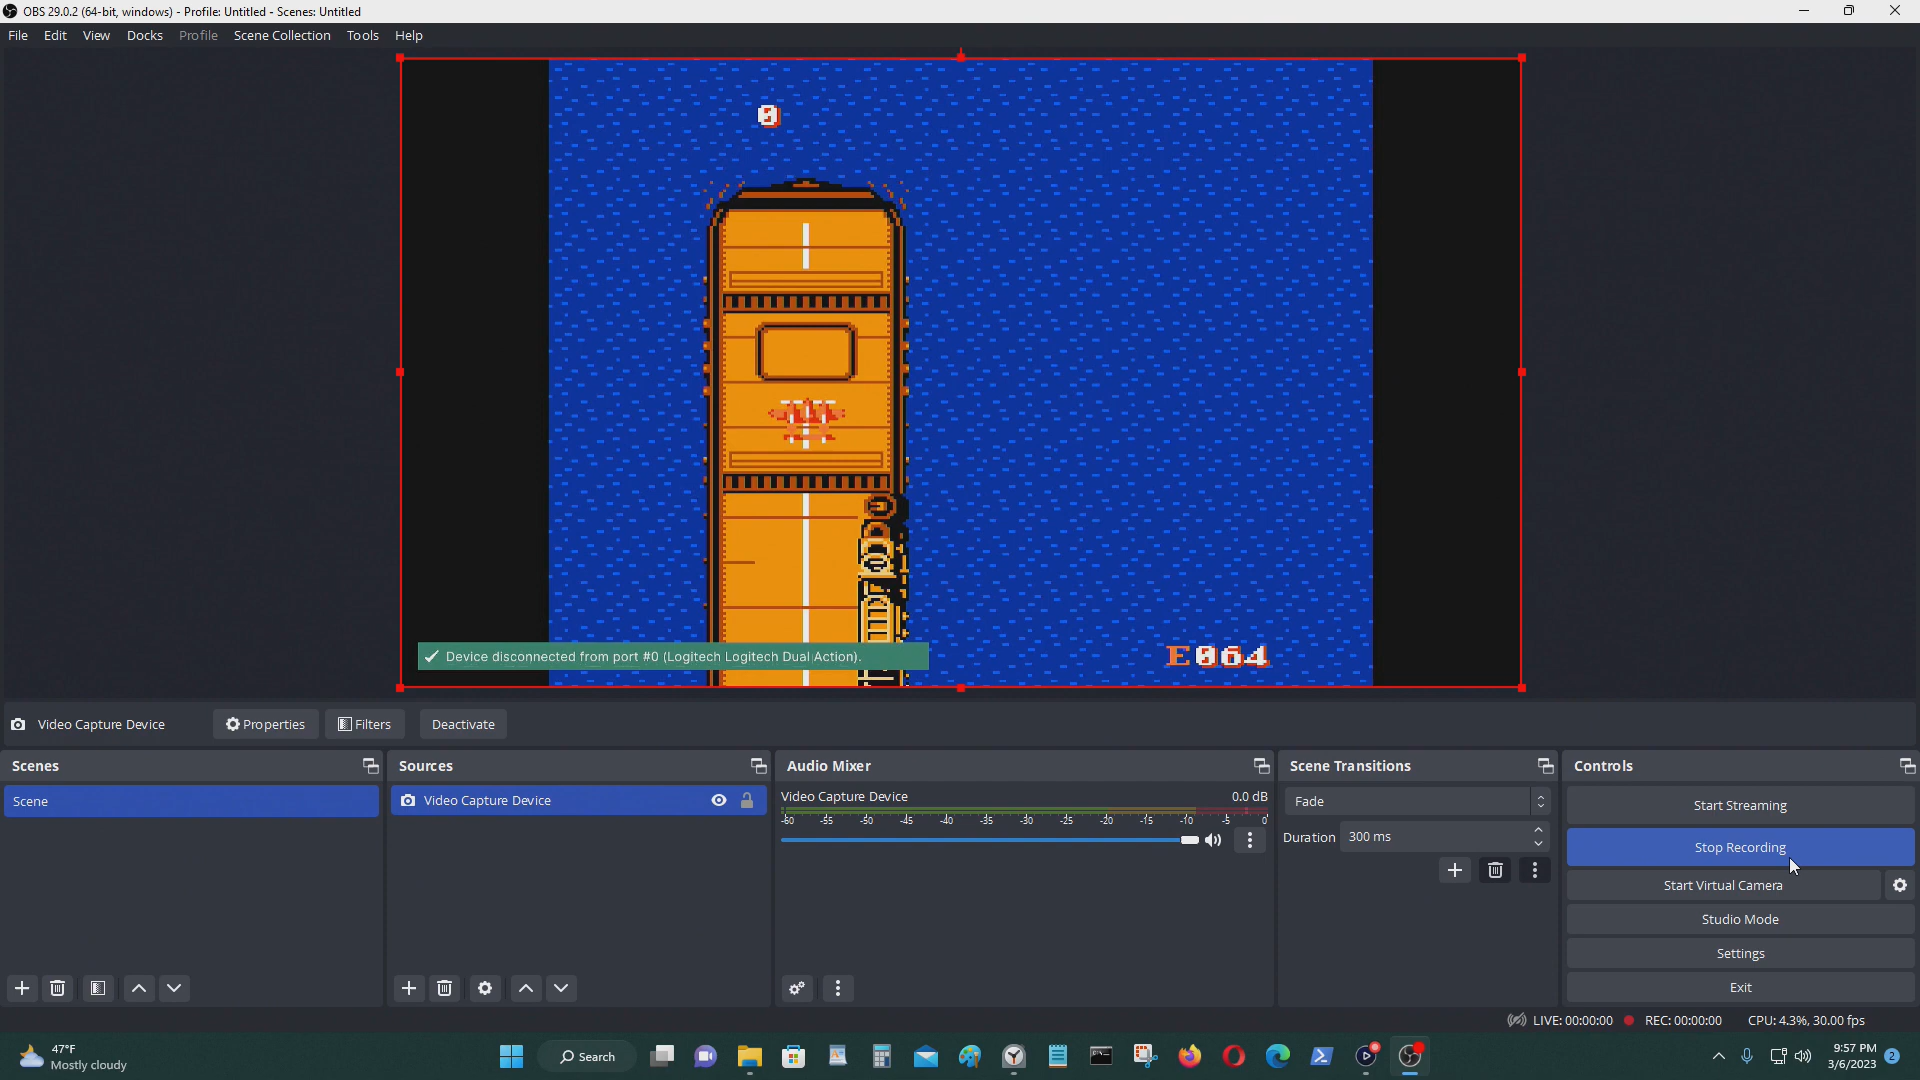 OBS 29.0.2 (64-bit, windows) - Profile: Untitled - Scenes: Untitled
File Edit View Docks Profile Scene Collection Tools Help
0
Device disconnected from port #0 (Logitech Logitech Dual Action).
E064
Video Capture Device Properties Filters Deactivate
Scenes Sources Audio Mixer Scene Transitions Controls
Scene
Video Capture Device
Video Capture Device 0.0 dB
-60 -55 -50 -45 -40 -35 -30 -25 -20 -15 -10 -5 0
Fade
Duration 300 ms
Start Streaming
Stop Recording
Start Virtual Camera
Studio Mode
Settings
Exit
LIVE: 00:00:00 REC: 00:00:00 CPU: 4.3%, 30.00 fps
47°F
Mostly cloudy
Search
9:57 PM
3/6/2023
2